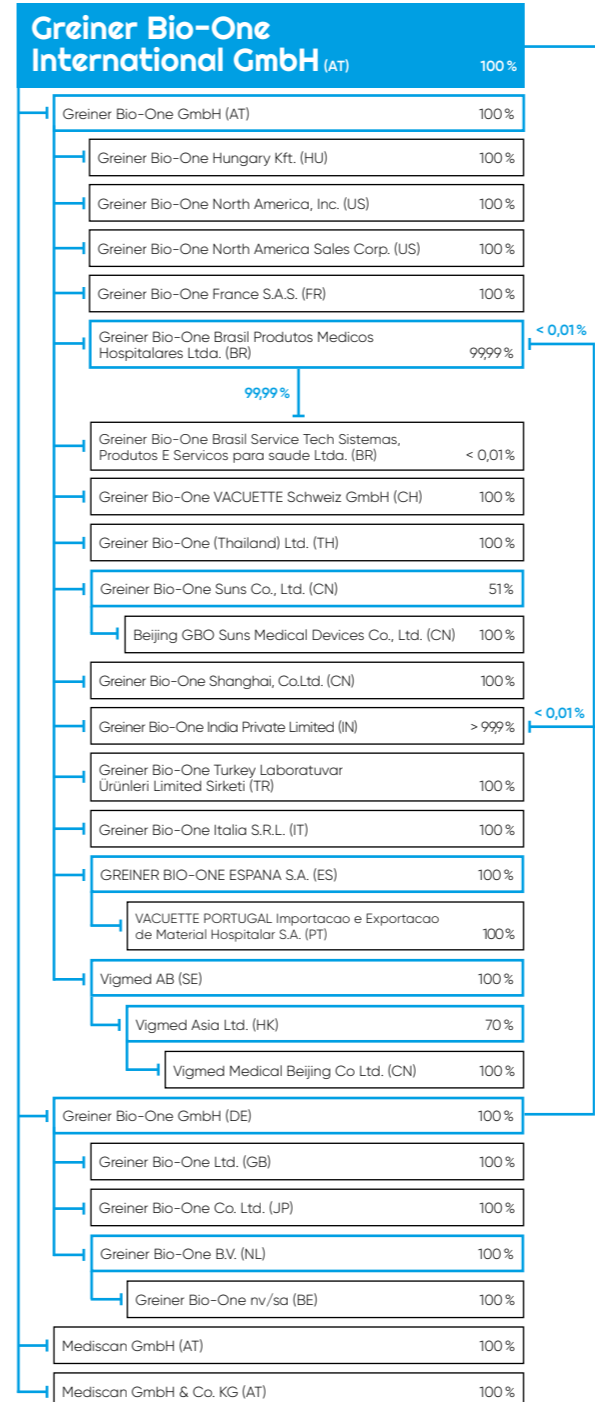 Greiner Bio-One
International GmbH (AT) 100 %
Greiner Bio-One GmbH (AT) 100 %
Greiner Bio-One Hungary Kft. (HU) 100 %
Greiner Bio-One North America, Inc. (US) 100 %
Greiner Bio-One North America Sales Corp. (US) 100 %
Greiner Bio-One France S.A.S. (FR) 100 %
< 0,01 %
Greiner Bio-One Brasil Produtos Medicos
Hospitalares Ltda. (BR) 99,99 %
99,99 %
Greiner Bio-One Brasil Service Tech Sistemas,
Produtos E Servicos para saude Ltda. (BR) < 0,01 %
Greiner Bio-One VACUETTE Schweiz GmbH (CH) 100 %
Greiner Bio-One (Thailand) Ltd. (TH) 100 %
Greiner Bio-One Suns Co., Ltd. (CN) 51 %
Beijing GBO Suns Medical Devices Co., Ltd. (CN) 100 %
Greiner Bio-One Shanghai, Co.Ltd. (CN) 100 %
< 0,01 %
Greiner Bio-One India Private Limited (IN) > 99,9 %
Greiner Bio-One Turkey Laboratuvar
Ürünleri Limited Sirketi (TR) 100 %
Greiner Bio-One Italia S.R.L. (IT) 100 %
GREINER BIO-ONE ESPANA S.A. (ES) 100 %
VACUETTE PORTUGAL Importacao e Exportacao
de Material Hospitalar S.A. (PT) 100 %
Vigmed AB (SE) 100 %
Vigmed Asia Ltd. (HK) 70 %
Vigmed Medical Beijing Co Ltd. (CN) 100 %
Greiner Bio-One GmbH (DE) 100 %
Greiner Bio-One Ltd. (GB) 100 %
Greiner Bio-One Co. Ltd. (JP) 100 %
Greiner Bio-One B.V. (NL) 100 %
Greiner Bio-One nv/sa (BE) 100 %
Mediscan GmbH (AT) 100 %
Mediscan GmbH & Co. KG (AT) 100 %